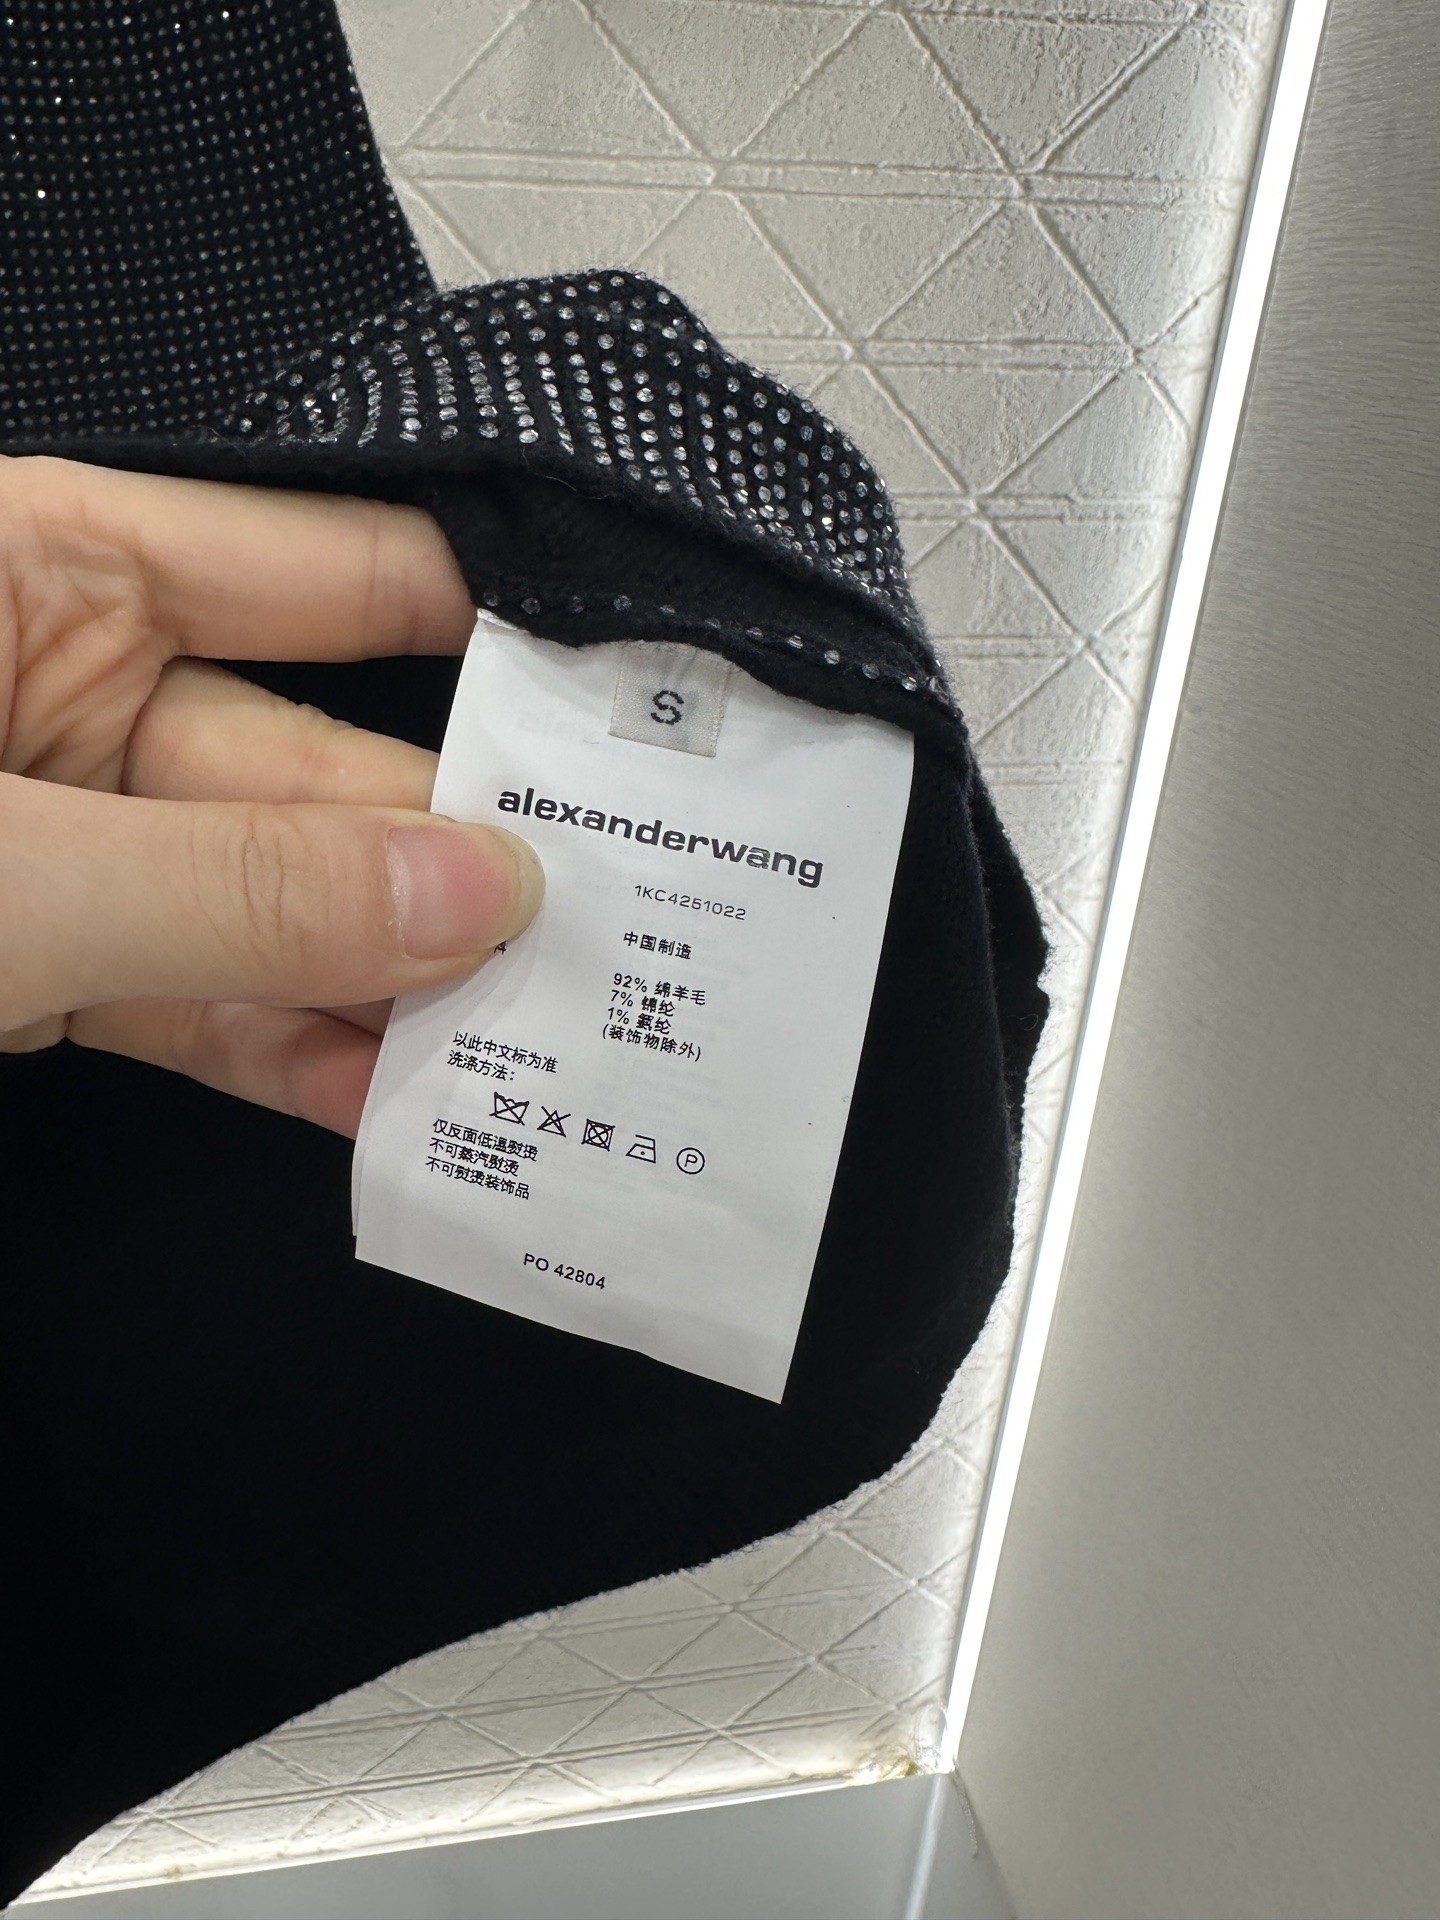 S
alexanderwang
1KC4251022
中国制造
92% 绵羊毛
7% 锦纶
1% 氨纶
(装饰物除外)
以此中文标为准
洗涤方法:
P
仅反面低温熨烫
不可蒸汽熨烫
不可熨烫装饰品
PO 42804